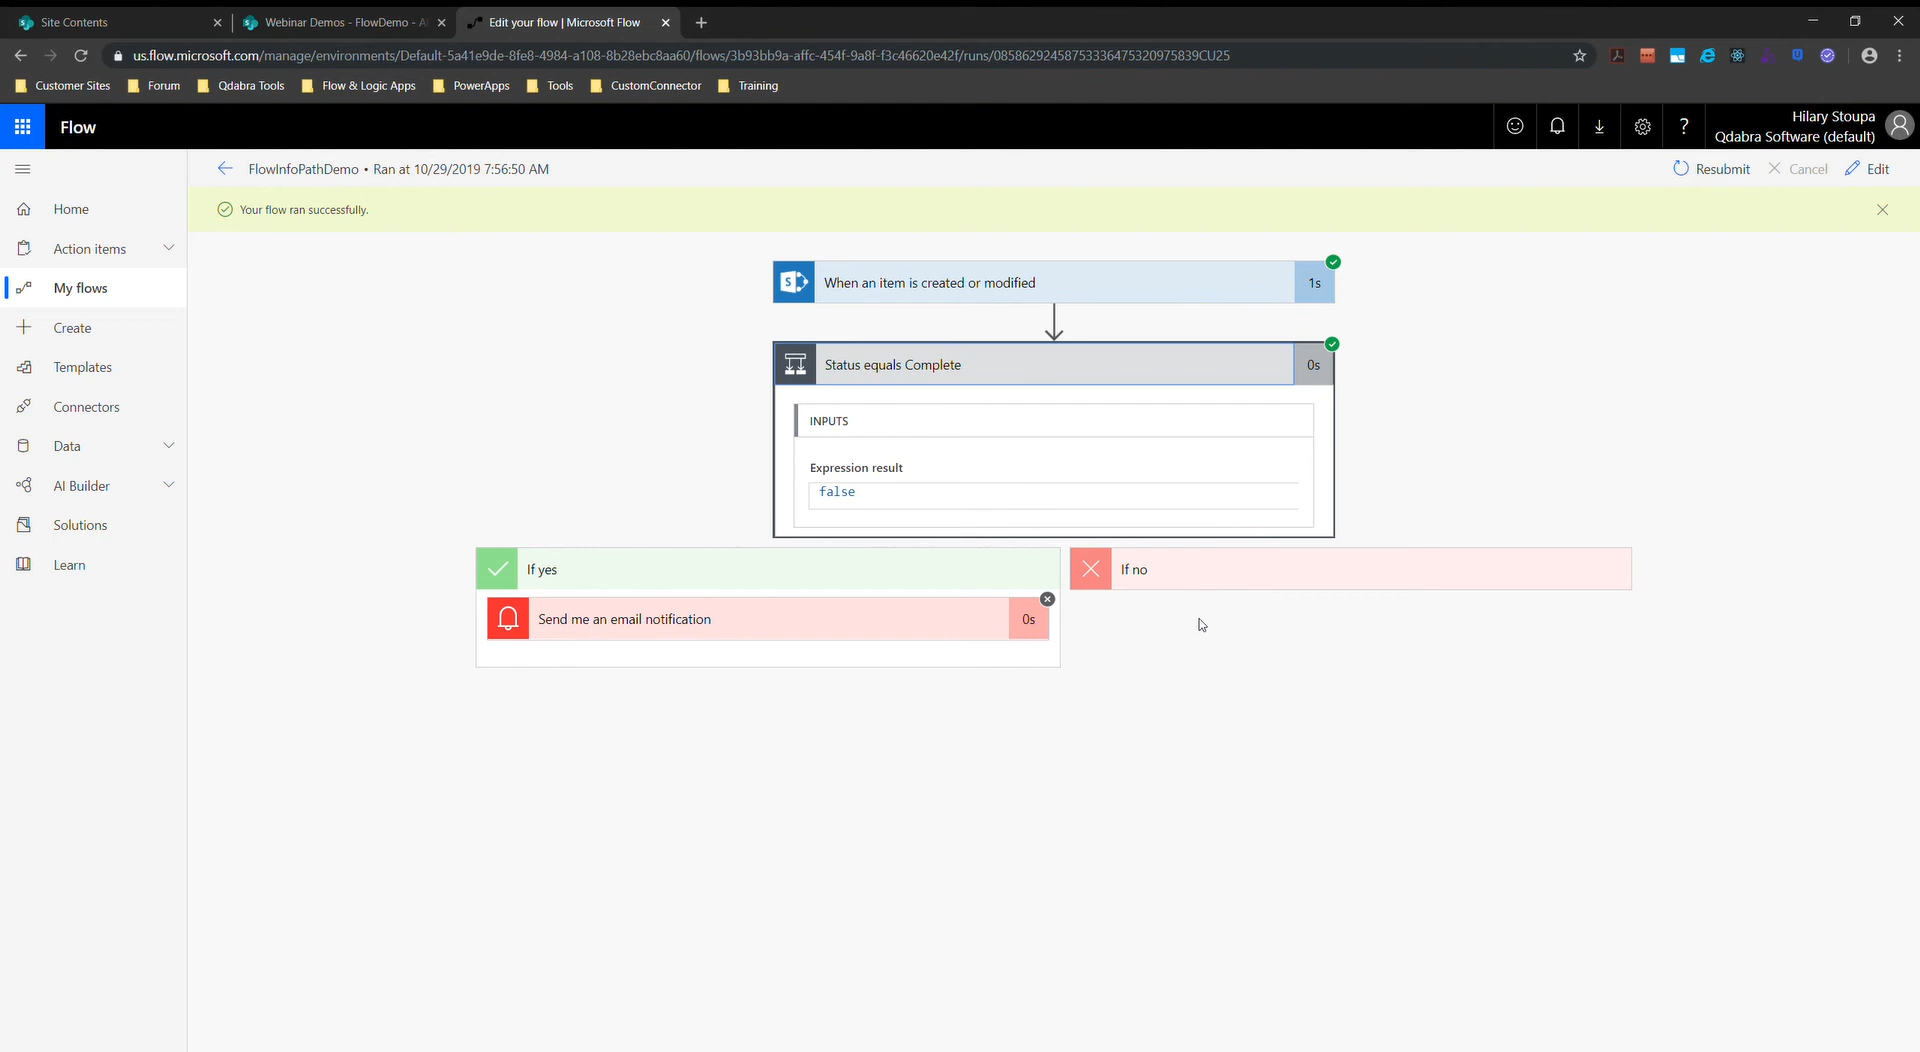 Site Contents
Webinar Demos - FlowDemo - A
Edit your flow | Microsoft Flow
us.flow.microsoft.com/manage/environments/Default-5a41e9de-8fe8-4984-a108-8b28ebc8aa60/flows/3b93bb9a-affc-454f-9a8f-f3c46620e42f/runs/08586292458753336475320975839CU25
Customer Sites
Forum
Qdabra Tools
Flow & Logic Apps
PowerApps
Tools
CustomConnector
Training
Flow
?
Hilary Stoupa
Qdabra Software (default)
FlowInfoPathDemo • Ran at 10/29/2019 7:56:50 AM
Resubmit
Cancel
Edit
Your flow ran successfully.
Home
Action items
My flows
Create
Templates
Connectors
Data
AI Builder
Solutions
Learn
When an item is created or modified
1s
Status equals Complete
0s
INPUTS
Expression result
false
If yes
If no
Send me an email notification
0s